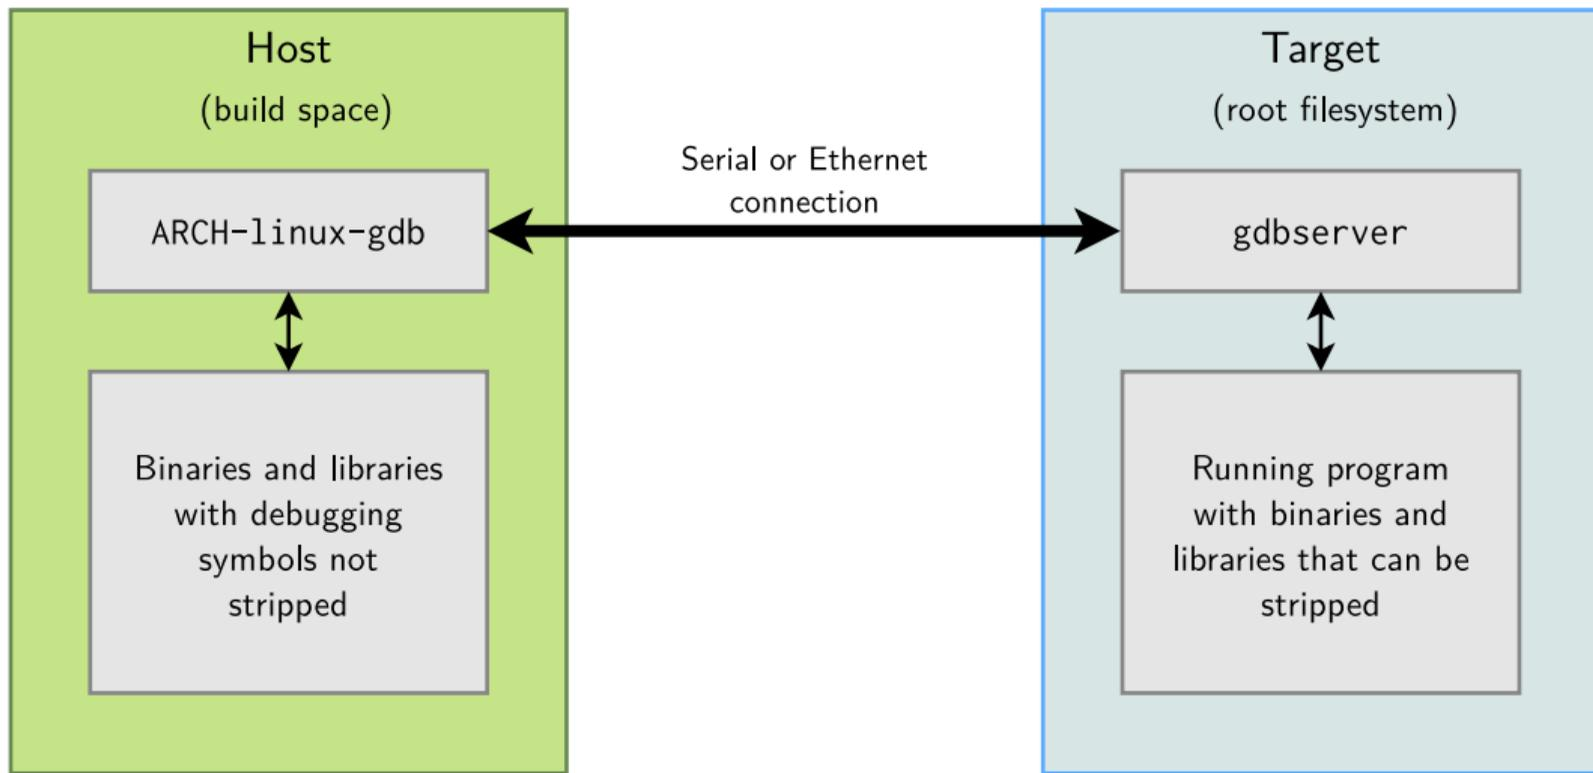 Host
(build space)
ARCH-linux-gdb
Binaries and libraries
with debugging
symbols not
stripped
Serial or Ethernet
connection
Target
(root filesystem)
gdbserver
Running program
with binaries and
libraries that can be
stripped